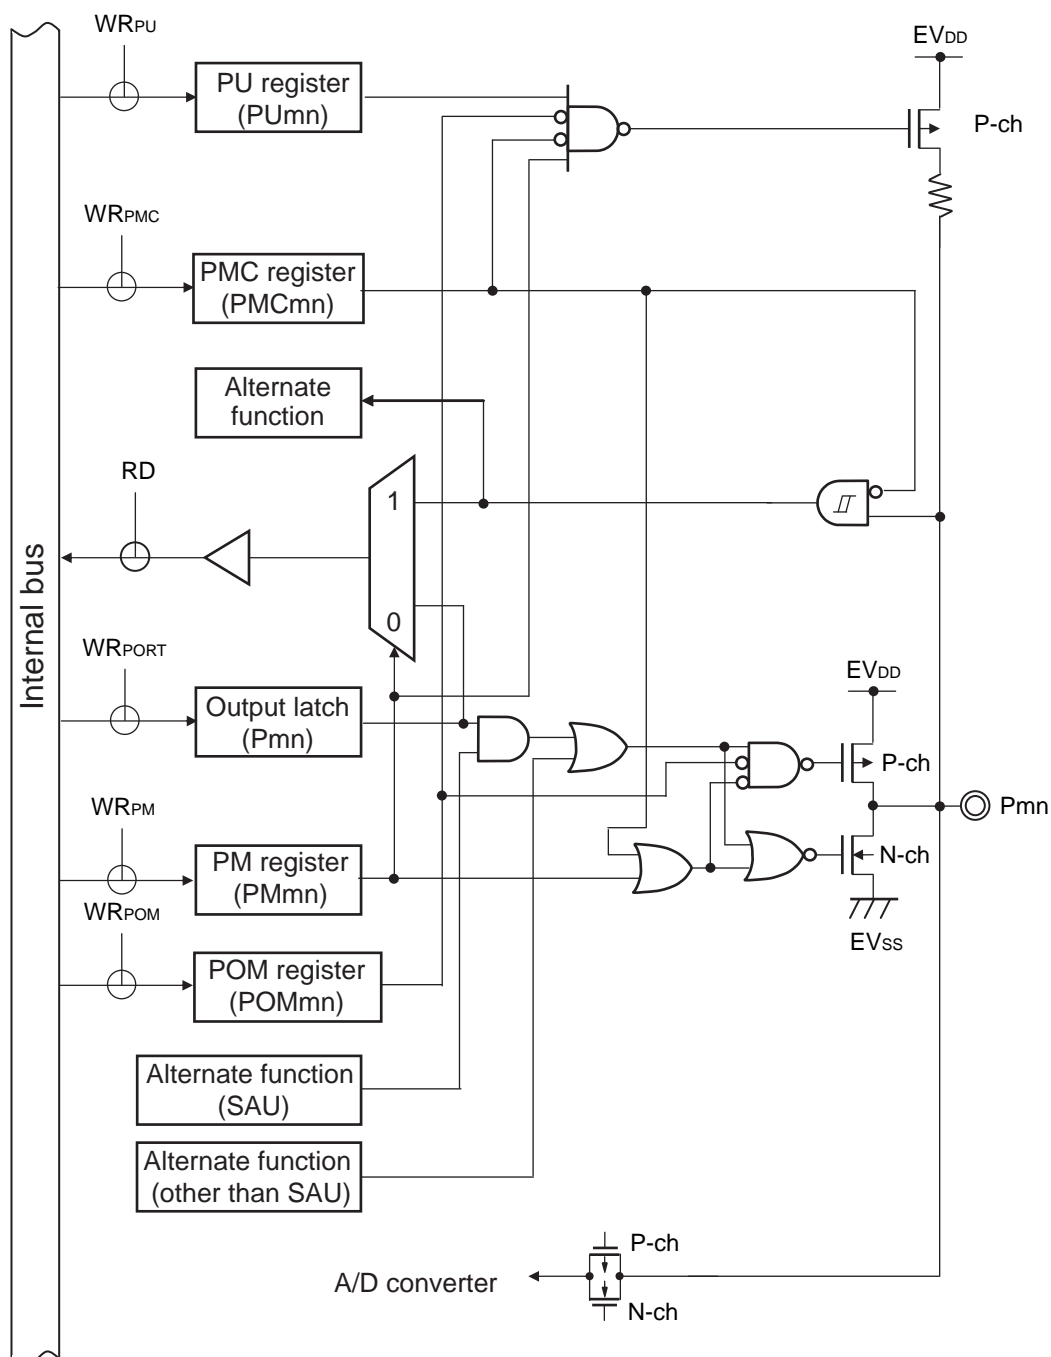 WRPU
EVDD
PU register
(PUmn)
P-ch
WRPMC
PMC register
(PMCmn)
Alternate
function
RD
1
0
Internal bus
WRPORT
EVDD
Output latch
(Pmn)
P-ch
Pmn
WRPM
N-ch
PM register
(PMmn)
WRPOM
EVSS
POM register
(POMmn)
Alternate function
(SAU)
Alternate function
(other than SAU)
P-ch
A/D converter
N-ch